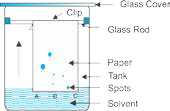 Glass Cover
Clip
Glass Rod
Paper
Tank
Spots
A B C
Solvent